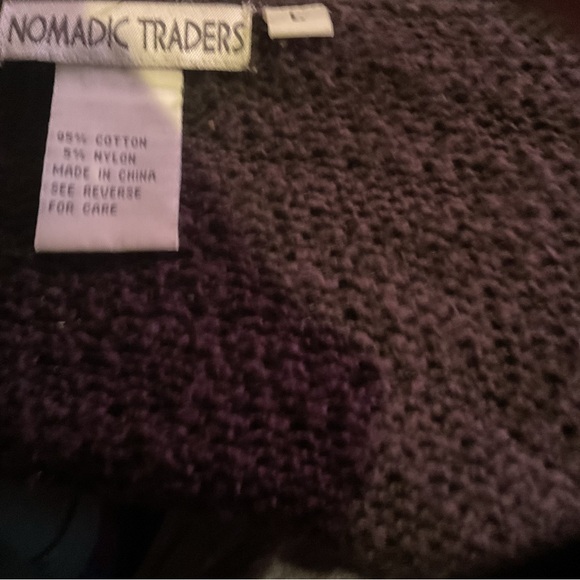 NOMADIC TRADERS
L
95% COTTON
5% NYLON
MADE IN CHINA
SEE REVERSE
FOR CARE